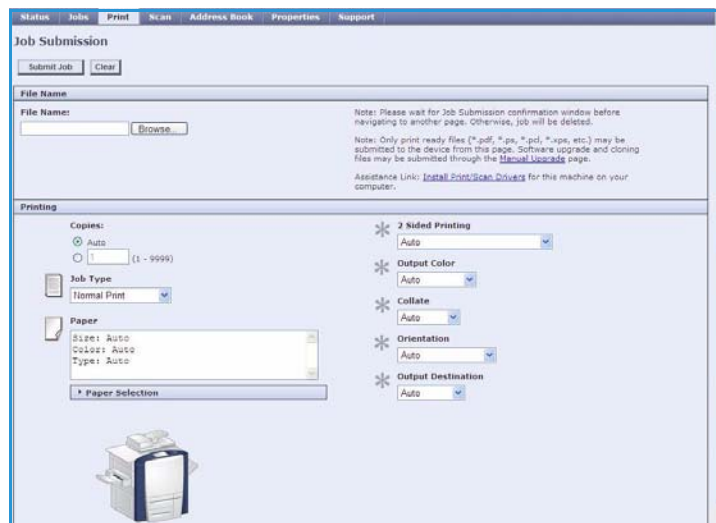 Status Jobs Print Scan Address Book Properties Support
Job Submission
Submit Job Clear
File Name
File Name:
Browse...
Note: Please wait for Job Submission confirmation window before
navigating to another page. Otherwise, job will be deleted.
Note: Only print ready files (*.pdf, *.ps, *.pcl, *.xps, etc.) may be
submitted to the device from this page. Software upgrade and cloning
files may be submitted through the Manual Upgrade page.
Assistance Link: Install Print/Scan Drivers for this machine on your
computer.
Printing
Copies:
Auto
1 (1 - 9999)
Job Type
Normal Print
Paper
Size: Auto
Color: Auto
Type: Auto
Paper Selection
2 Sided Printing
Auto
Output Color
Auto
Collate
Auto
Orientation
Auto
Output Destination
Auto